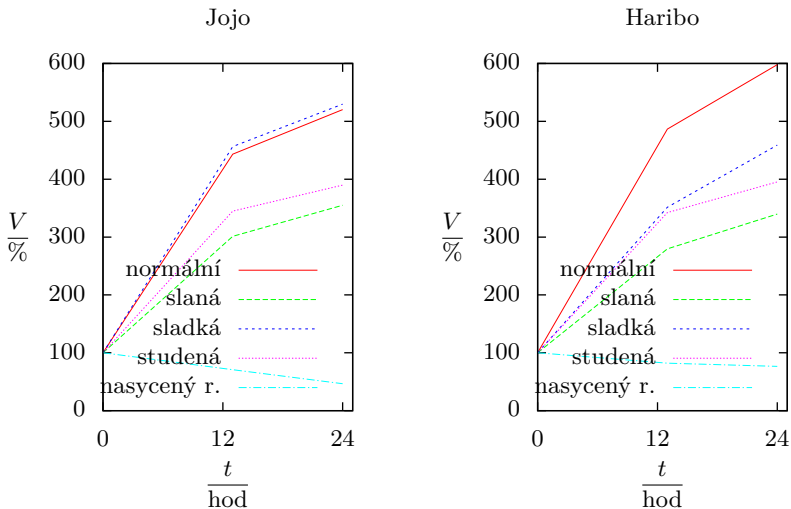 Jojo
600
500
400
300
200
100
0
V
%
normální
slaná
sladká
studená
nasycený r.
0 12 24
t
hod
Haribo
600
500
400
300
200
100
0
V
%
normální
slaná
sladká
studená
nasycený r.
0 12 24
t
hod